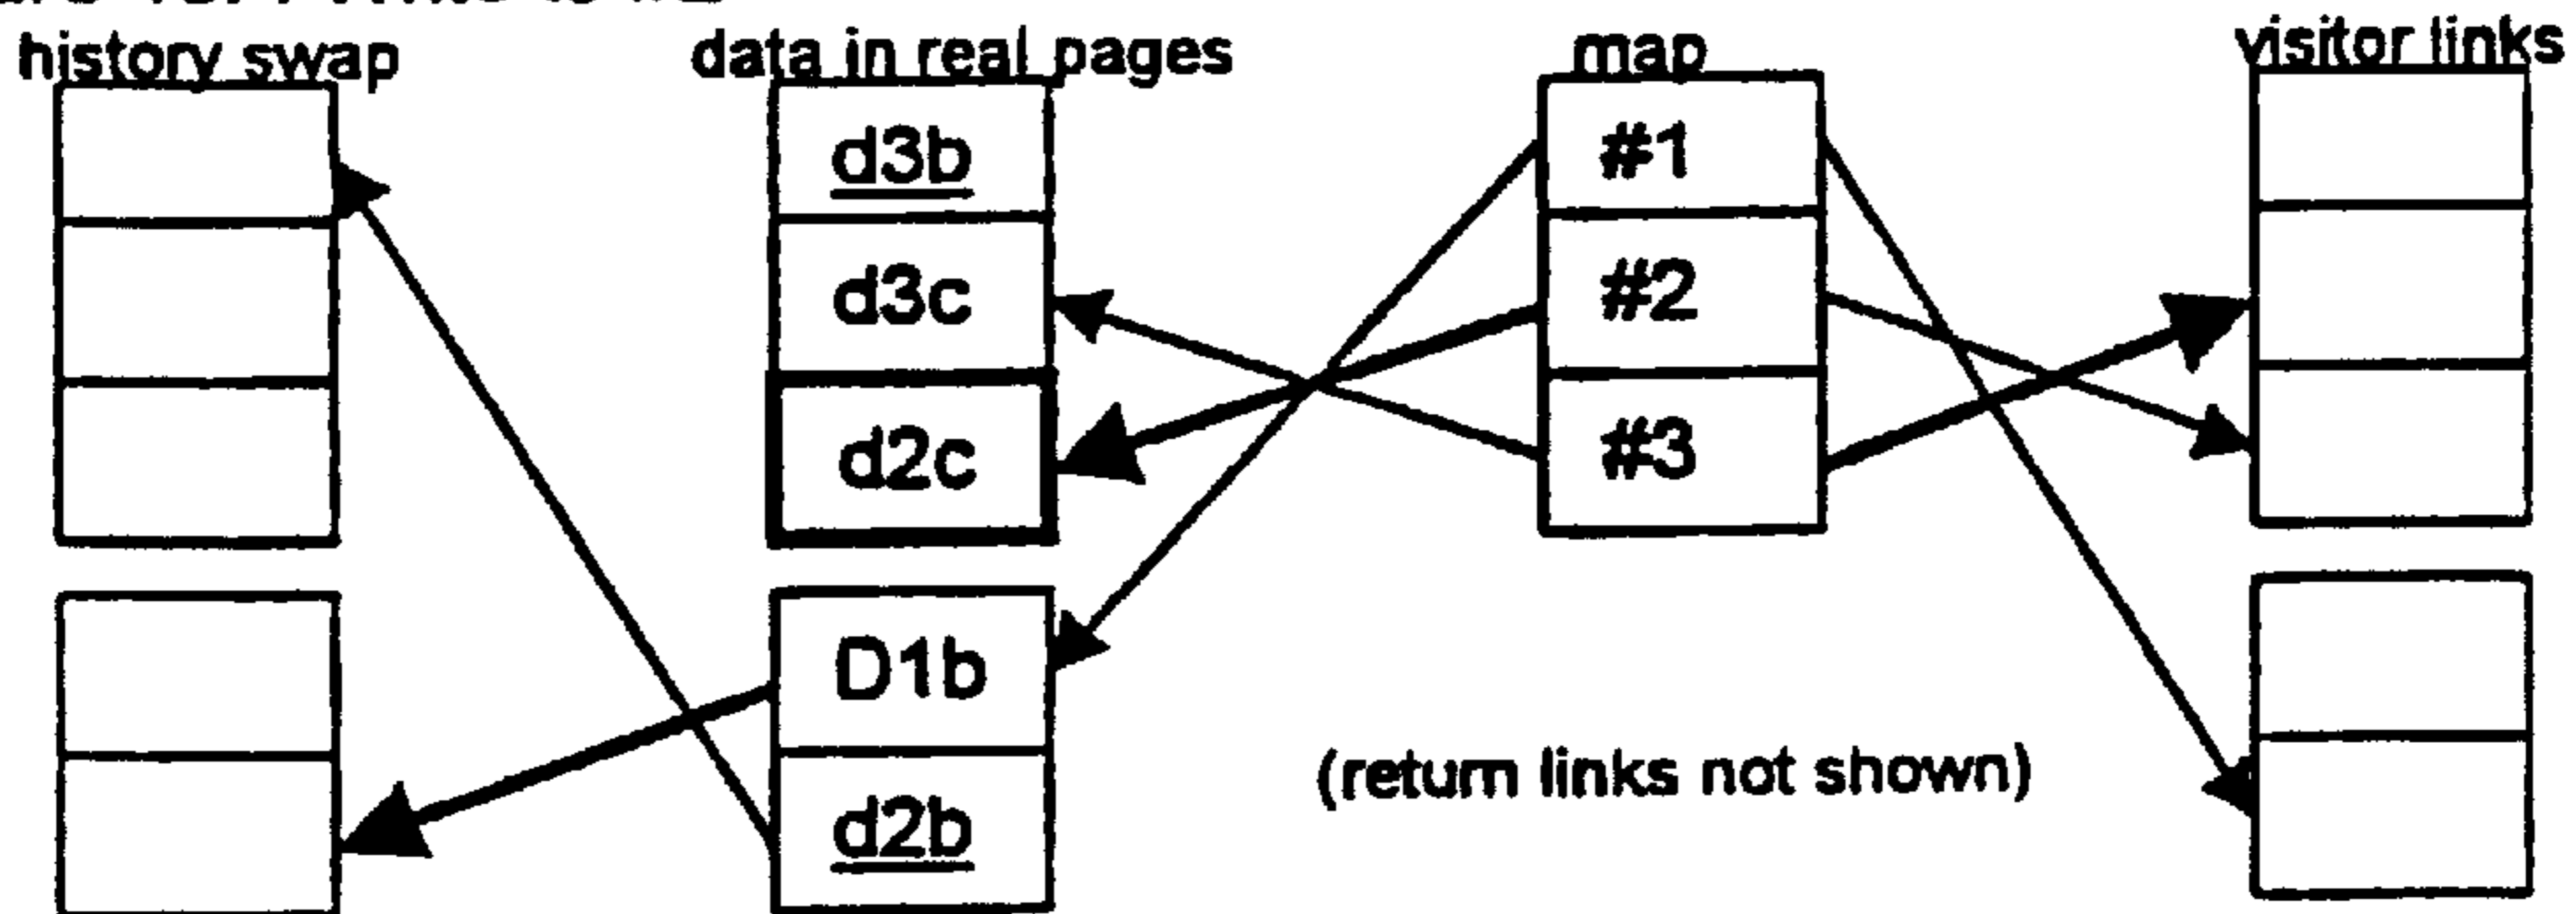 history swap
data in real pages
map
visitor links
d3b
#1
d3c
#2
d2c
#3
D1b
(return links not shown)
d2b